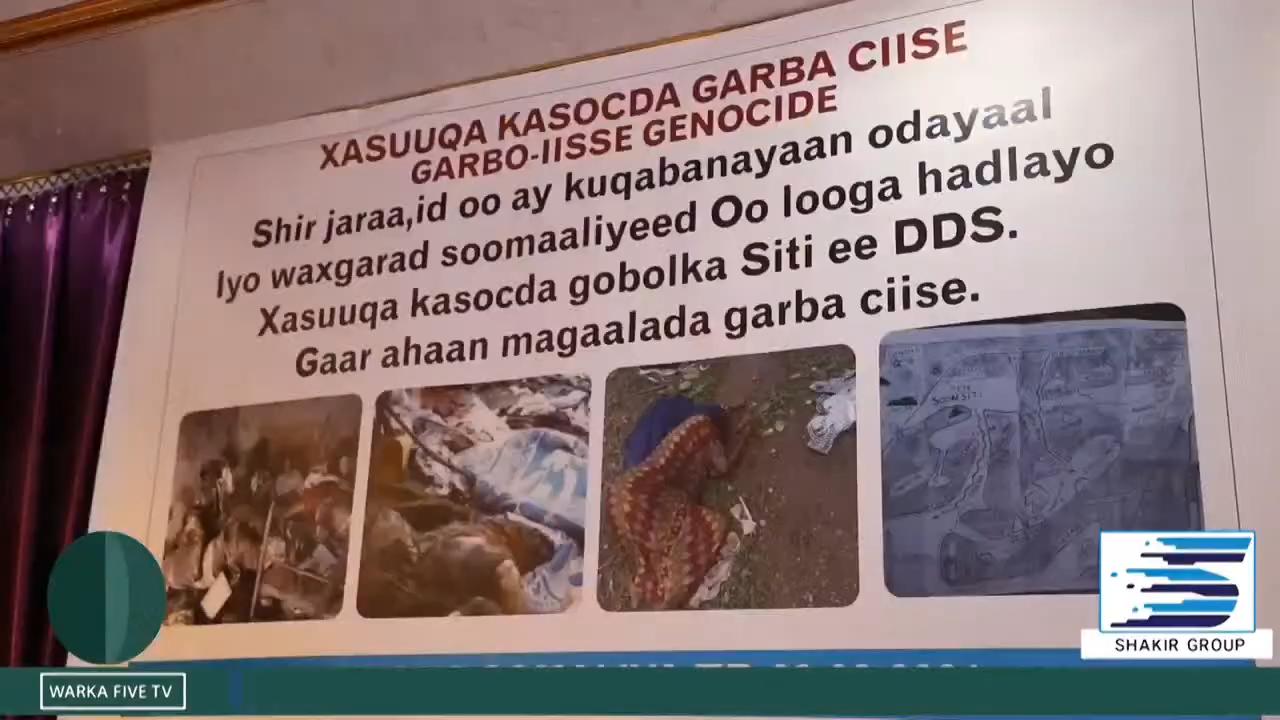 XASUUQA KASOCDA GARBA CIISE
GARBO-IISSE GENOCIDE
Shir jaraa,id oo ay kuqabanayaan odayaal
Iyo waxgarad soomaaliyeed Oo looga hadlayo
Xasuuqa kasocda gobolka Siti ee DDS.
Gaar ahaan magaalada garba ciise.
SHAKIR GROUP
WARKA FIVE TV